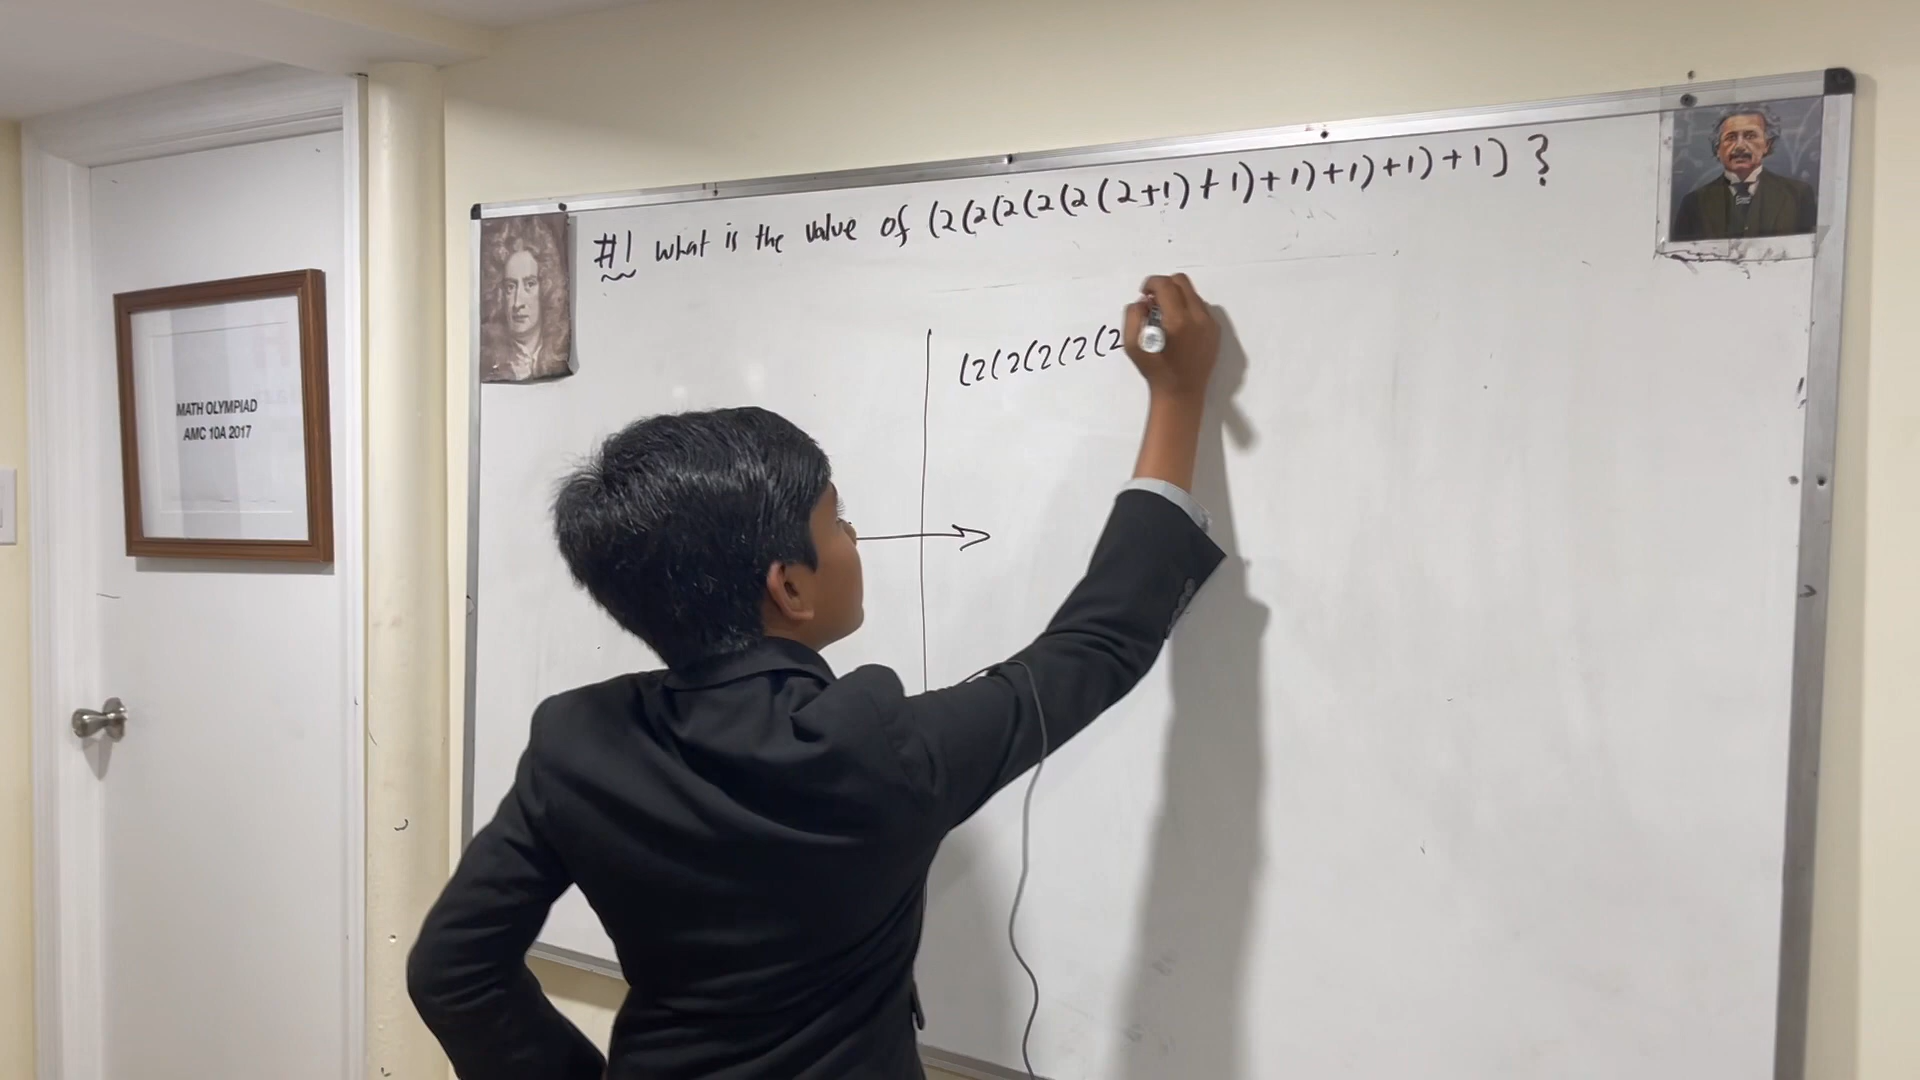 MATH OLYMPIAD
AMC 10A 2017
#1 What is the value of (2(2(2(2(2(2+1)+1)+1)+1)+1)+1)?
(2(2(2(2(2